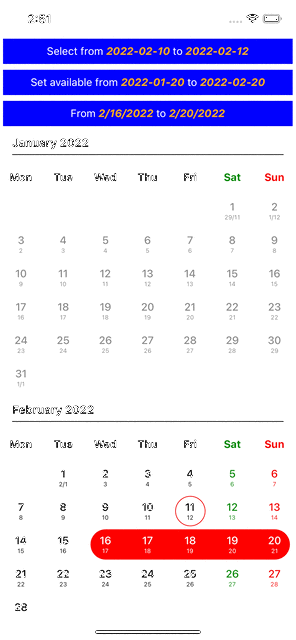 2:51
Select from 2022-02-10 to 2022-02-12
Set available from 2022-01-20 to 2022-02-20
From 2/16/2022 to 2/20/2022
January 2022
Mon Tue Wed Thu Fri Sat Sun
1 2
29/11 1/12
3 4 5 6 7 8 9
2 3 4 5 6 7 8
10 11 12 13 14 15 16
9 10 11 12 13 14 15
17 18 19 20 21 22 23
16 17 18 19 20 21 22
24 25 26 27 28 29 30
23 24 25 26 27 28 29
31
1/1
February 2022
Mon Tue Wed Thu Fri Sat Sun
1 2 3 4 5 6
2/1 3 4 5 6 7
7 8 9 10 11 12 13
8 9 10 11 12 13 14
14 15 16 17 18 19 20
15 16 17 18 19 20 21
21 22 23 24 25 26 27
22 23 24 25 26 27 28
28